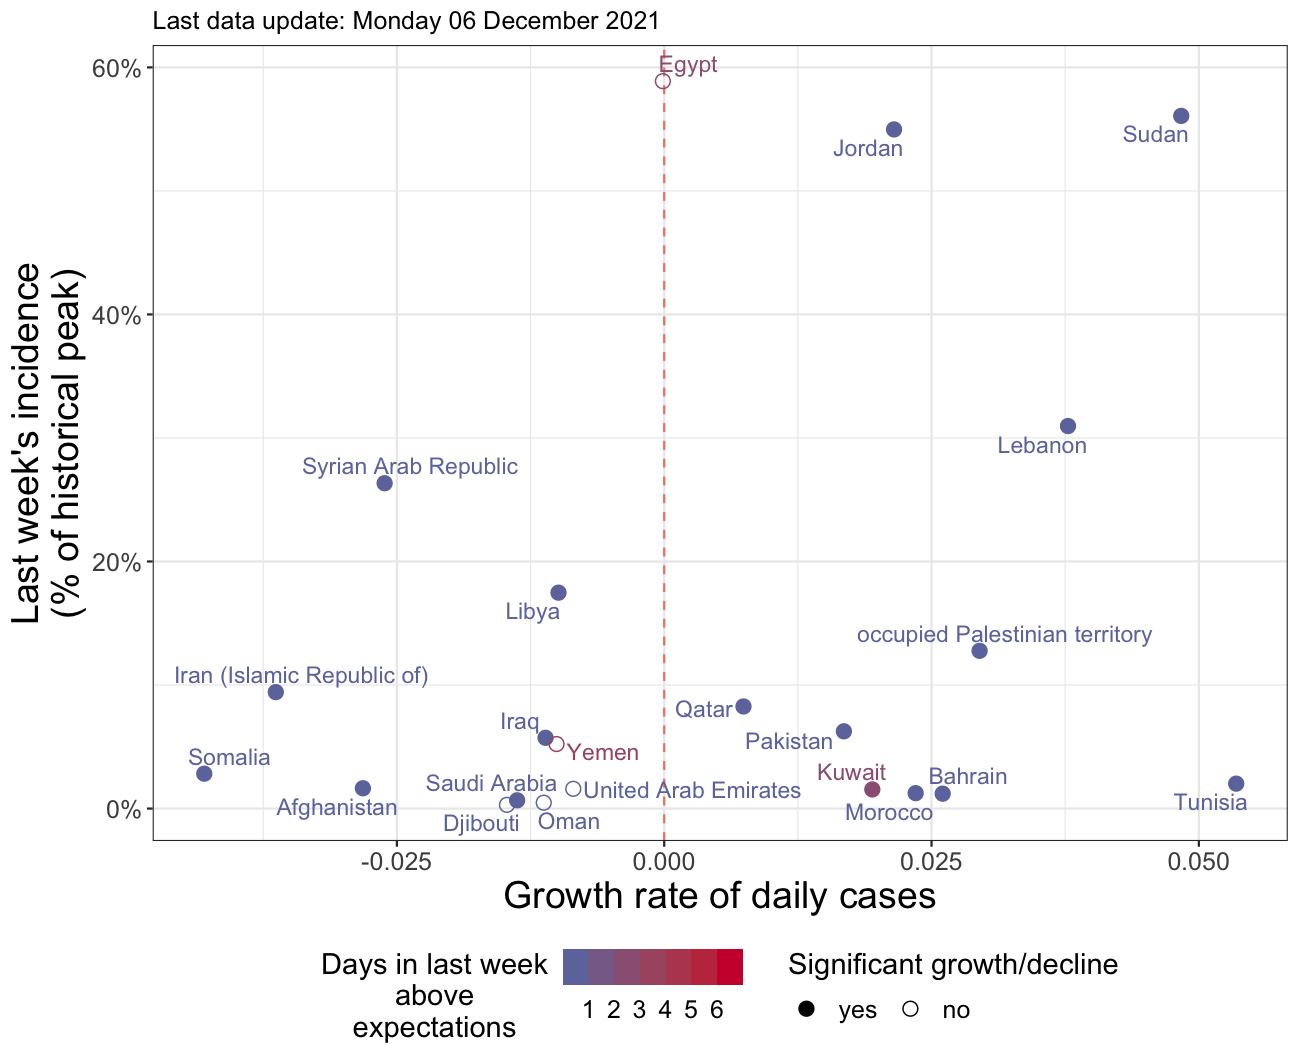 Last data update: Monday 06 December 2021
Last week's incidence
(% of historical peak)
60%
40%
20%
0%
Egypt
Jordan
Sudan
Lebanon
Syrian Arab Republic
Libya
occupied Palestinian territory
Iran (Islamic Republic of)
Qatar
Iraq
Pakistan
Yemen
Somalia
Kuwait
Bahrain
Saudi Arabia
United Arab Emirates
Afghanistan
Morocco
Tunisia
Djibouti
Oman
-0.025
0.000
0.025
0.050
Growth rate of daily cases
Days in last week
above
expectations
1 2 3 4 5 6
Significant growth/decline
yes
no